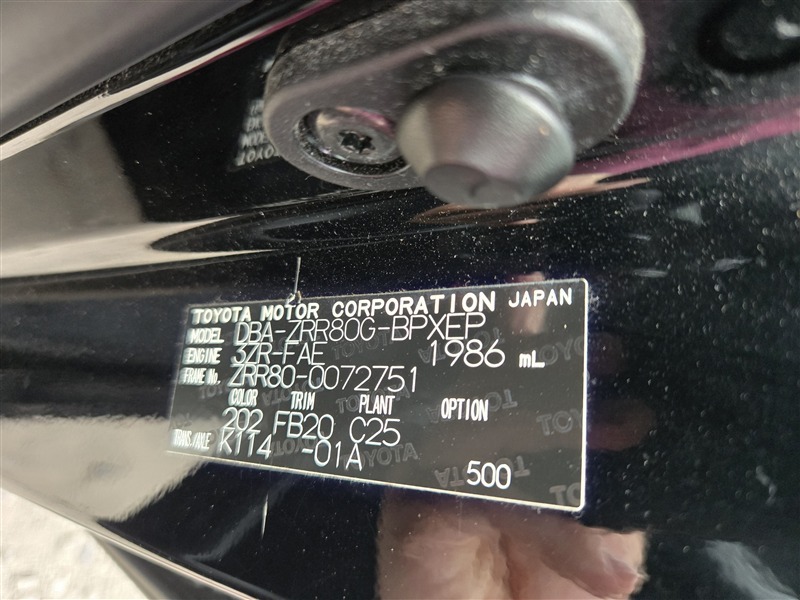 TOYOTA MOTOR CORPORATION JAPAN
MODEL DBA-ZRR80G-BPXEP
ENGINE 3ZR-FAE 1986 mL
FRAME No. ZRR80-0072751
COLOR TRIM PLANT OPTION
202 FB20 C25
TRANS./AXLE K114 -01A
500